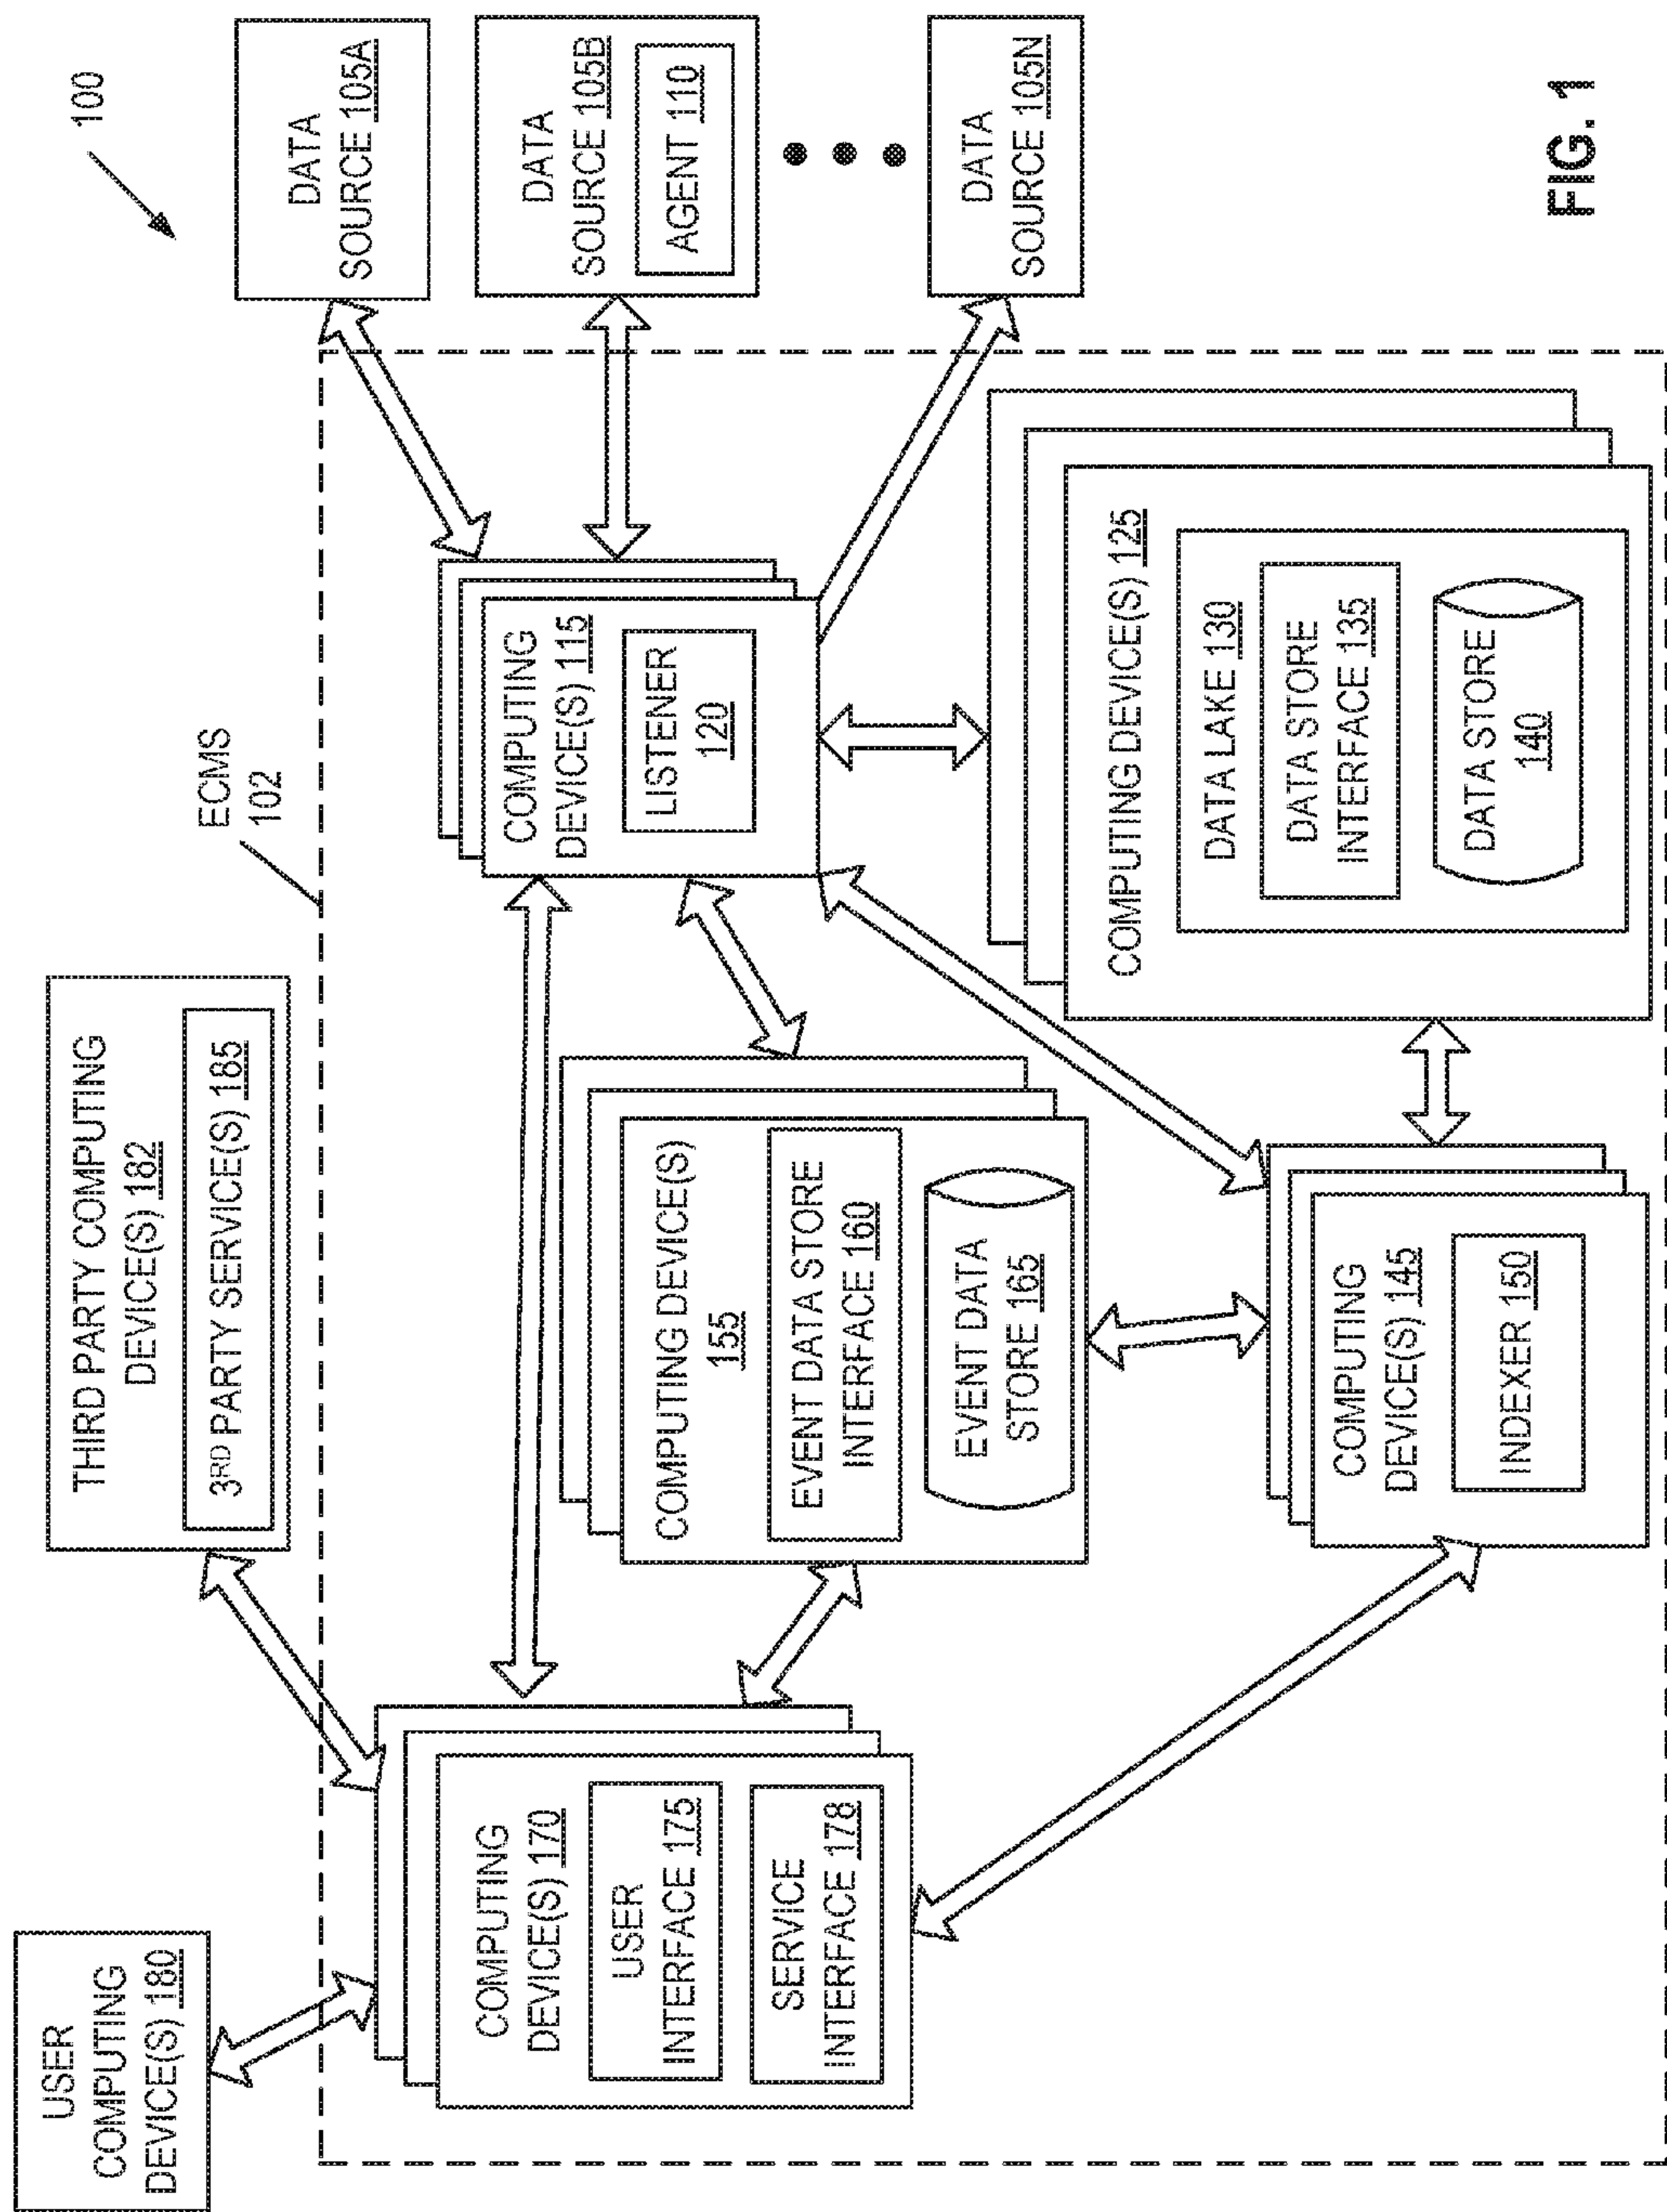 100
USER
COMPUTING
DEVICE(S) 180
THIRD PARTY COMPUTING
DEVICE(S) 182
3RD PARTY SERVICE(S) 185
ECMS
102
DATA
SOURCE 105A
DATA
SOURCE 105B
AGENT 110
DATA
SOURCE 105N
COMPUTING
DEVICE(S) 115
LISTENER
120
COMPUTING
DEVICE(S) 170
USER
INTERFACE 175
SERVICE
INTERFACE 178
COMPUTING DEVICE(S)
155
EVENT DATA STORE
INTERFACE 160
EVENT DATA
STORE 165
COMPUTING DEVICE(S) 125
DATA LAKE 130
DATA STORE
INTERFACE 135
DATA STORE
140
COMPUTING
DEVICE(S) 145
INDEXER 150
FIG. 1